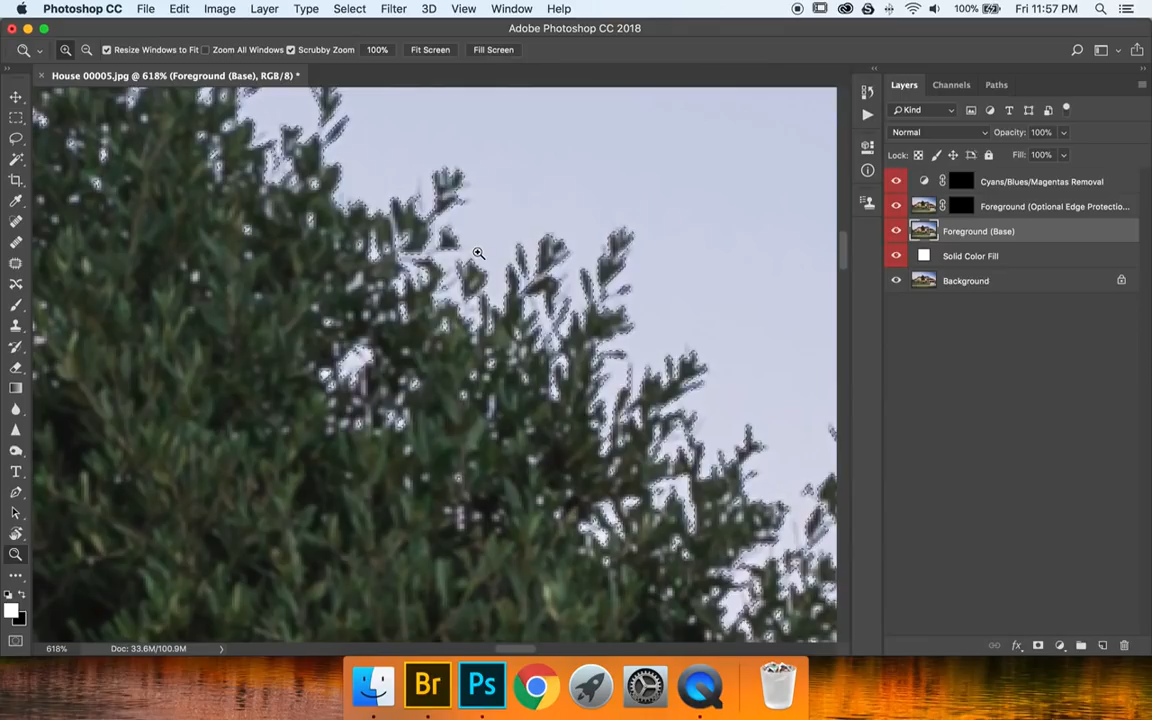 Photoshop CC File Edit Image Layer Type Select Filter 3D View Window Help 100% Fri 11:57 PM
Adobe Photoshop CC 2018
Resize Windows to Fit Zoom All Windows Scrubby Zoom 100% Fit Screen Fill Screen
× House 00005.jpg @ 618% (Foreground (Base), RGB/8) *
Layers Channels Paths
Kind
Normal Opacity: 100%
Lock: Fill: 100%
Cyans/Blues/Magentas Removal
Foreground (Optional Edge Protectio...
Foreground (Base)
Solid Color Fill
Background
618% Doc: 33.6M/100.9M
fx
Br Ps